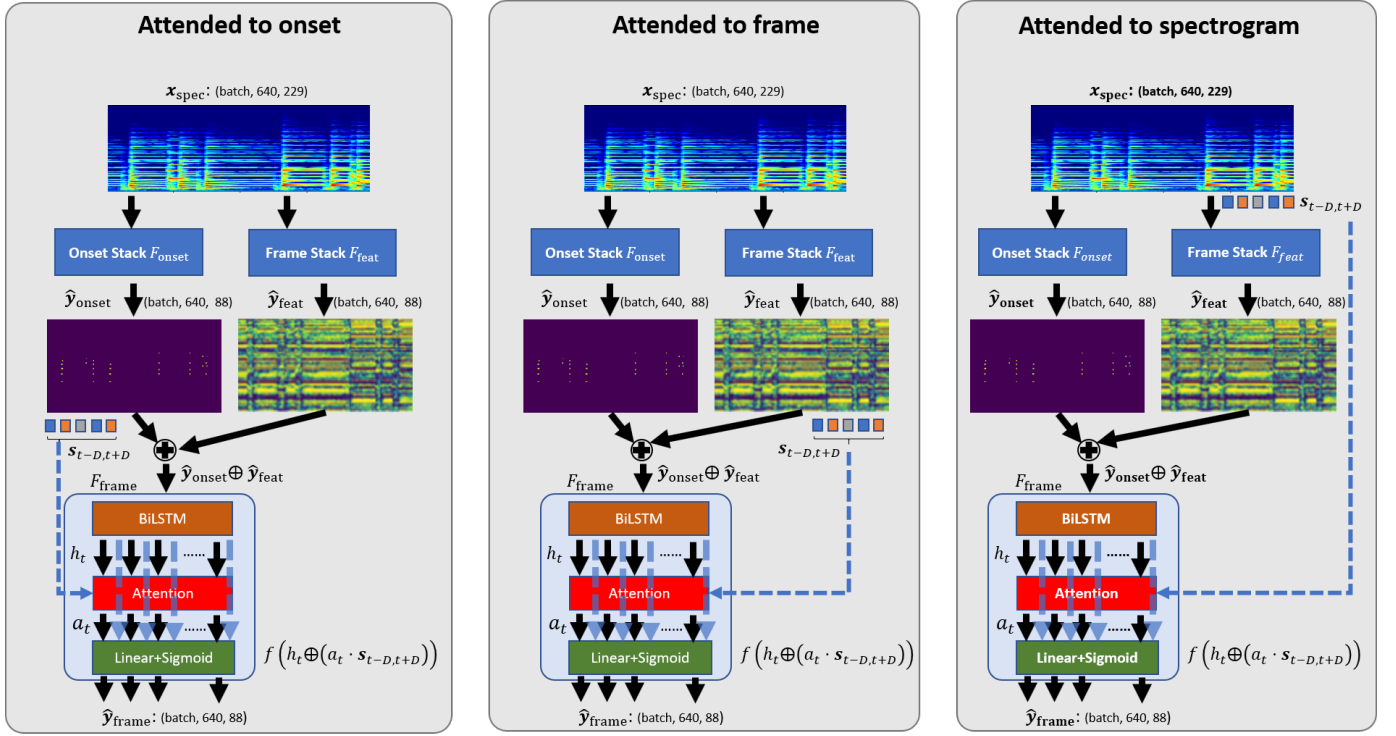 Attended to onset
x_spec: (batch, 640, 229)
Onset Stack F_onset
Frame Stack F_feat
ŷ_onset (batch, 640, 88)
ŷ_feat (batch, 640, 88)
s_{t−D,t+D}
ŷ_onset ⊕ ŷ_feat
F_frame
BiLSTM
h_t
......
Attention
a_t
......
Linear+Sigmoid
f(h_t⊕(a_t · s_{t−D,t+D}))
ŷ_frame: (batch, 640, 88)
Attended to frame
x_spec: (batch, 640, 229)
Onset Stack F_onset
Frame Stack F_feat
ŷ_onset (batch, 640, 88)
ŷ_feat (batch, 640, 88)
s_{t−D,t+D}
ŷ_onset ⊕ ŷ_feat
F_frame
BiLSTM
h_t
......
Attention
a_t
......
Linear+Sigmoid
f(h_t⊕(a_t · s_{t−D,t+D}))
ŷ_frame: (batch, 640, 88)
Attended to spectrogram
x_spec: (batch, 640, 229)
s_{t−D,t+D}
Onset Stack F_onset
Frame Stack F_feat
ŷ_onset (batch, 640, 88)
ŷ_feat (batch, 640, 88)
ŷ_onset ⊕ ŷ_feat
F_frame
BiLSTM
h_t
......
Attention
a_t
......
Linear+Sigmoid
f(h_t⊕(a_t · s_{t−D,t+D}))
ŷ_frame: (batch, 640, 88)